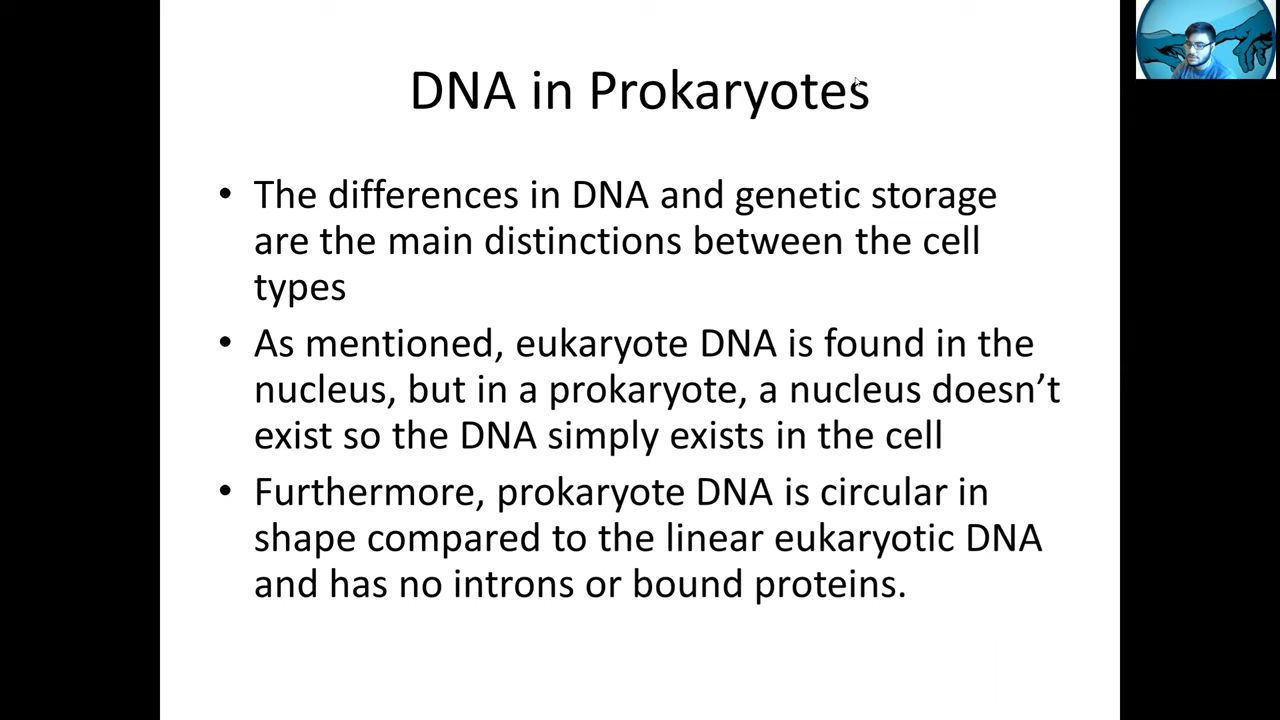 DNA in Prokaryotes
• The differences in DNA and genetic storage
are the main distinctions between the cell
types
• As mentioned, eukaryote DNA is found in the
nucleus, but in a prokaryote, a nucleus doesn’t
exist so the DNA simply exists in the cell
• Furthermore, prokaryote DNA is circular in
shape compared to the linear eukaryotic DNA
and has no introns or bound proteins.